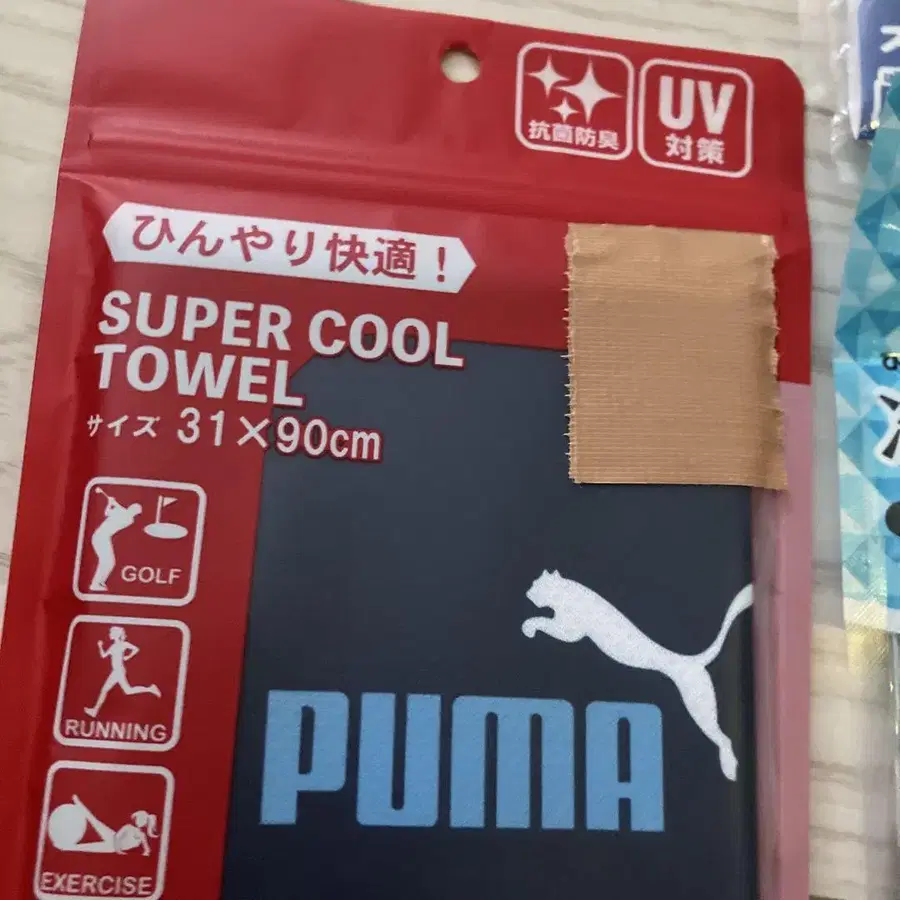 抗菌防臭
UV
対策
ひんやり快適!
SUPER COOL
TOWEL
サイズ 31×90cm
GOLF
RUNNING
EXERCISE
PUMA